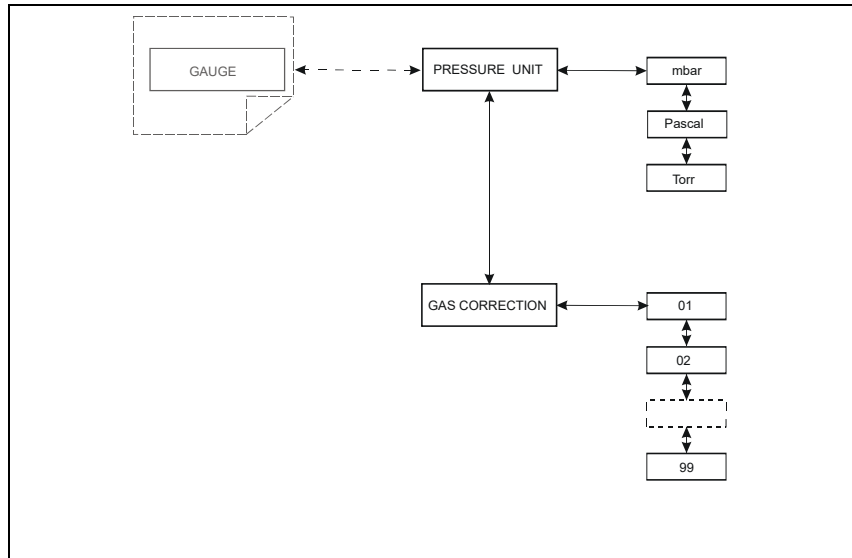 GAUGE
PRESSURE UNIT
mbar
Pascal
Torr
GAS CORRECTION
01
02
99